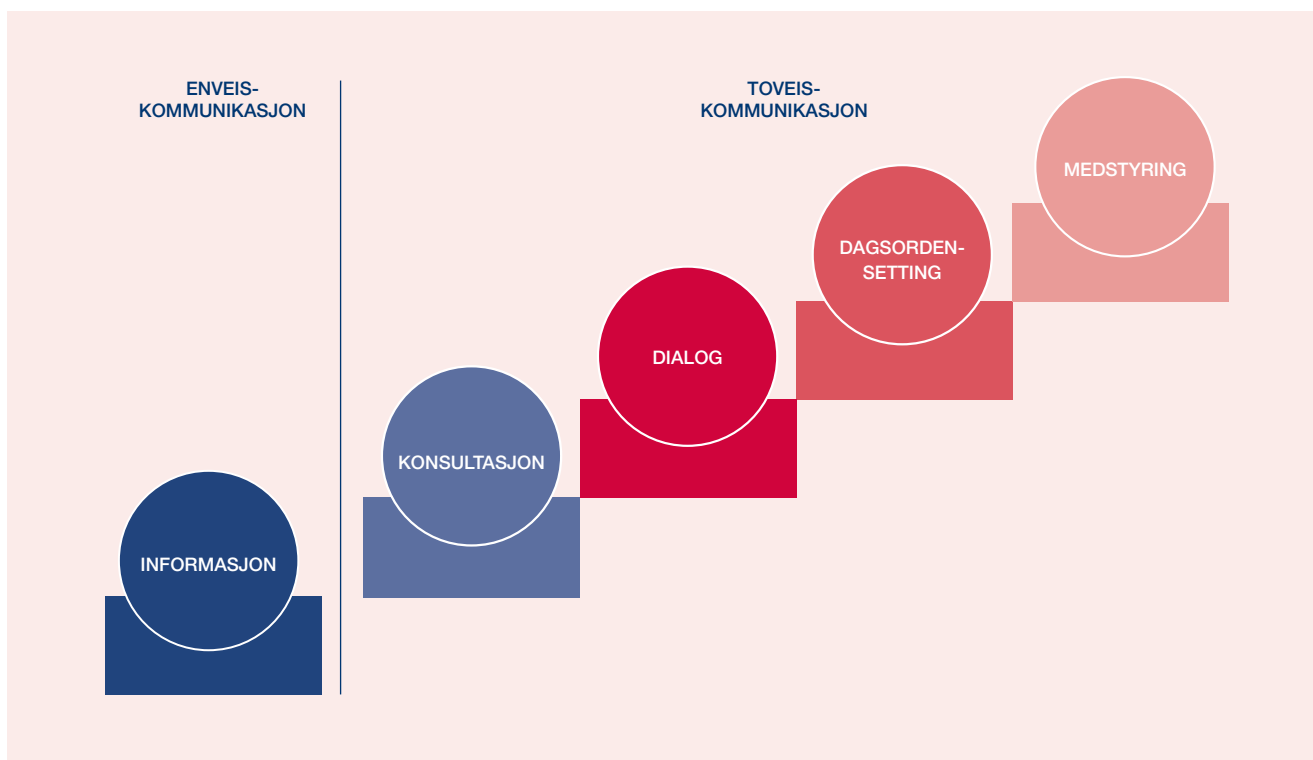 ENVEIS-
KOMMUNIKASJON
TOVEIS-
KOMMUNIKASJON
INFORMASJON
KONSULTASJON
DIALOG
DAGSORDEN-
SETTING
MEDSTYRING